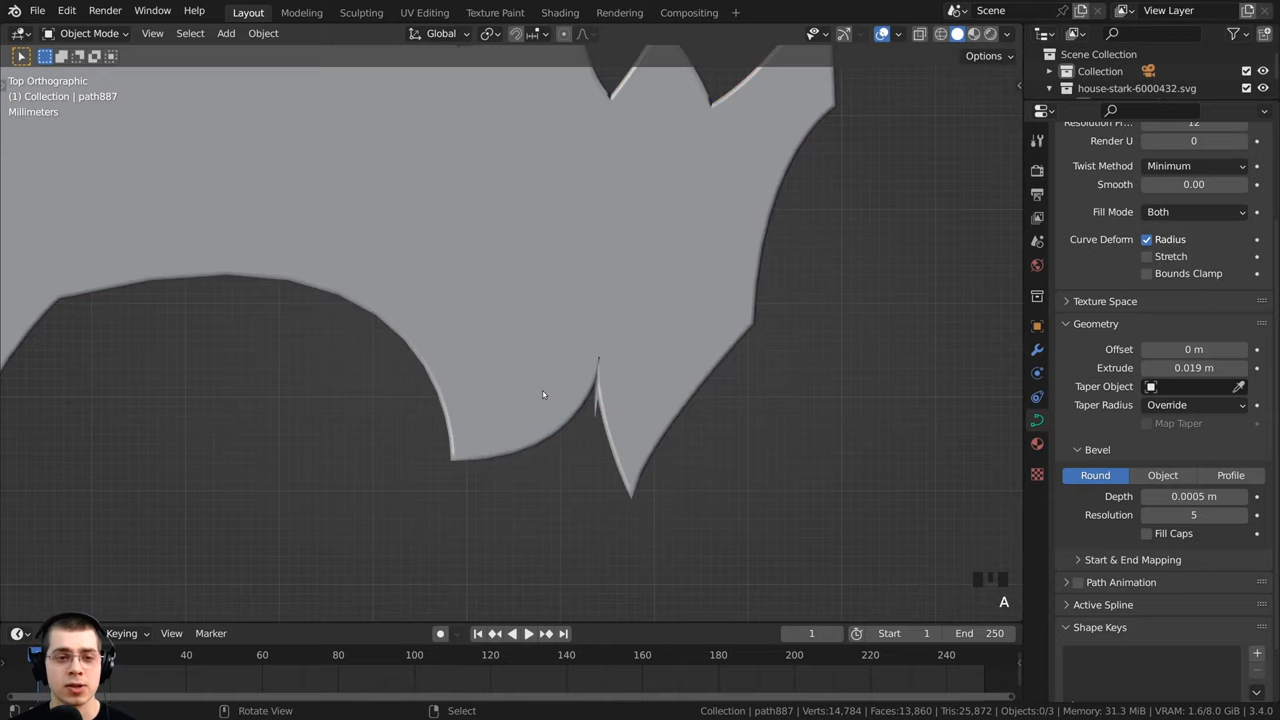 File Edit Render Window Help Layout Modeling Sculpting UV Editing Texture Paint Shading Rendering Compositing + Scene View Layer
Object Mode View Select Add Object Global
Options
Top Orthographic
(1) Collection | path887
Millimeters
Scene Collection
Collection
house-stark-6000432.svg
Resolution Pr... 12
Render U 0
Twist Method Minimum
Smooth 0.00
Fill Mode Both
Curve Deform Radius
Stretch
Bounds Clamp
Texture Space
Geometry
Offset 0 m
Extrude 0.019 m
Taper Object
Taper Radius Override
Map Taper
Bevel
Round Object Profile
Depth 0.0005 m
Resolution 5
Fill Caps
Start & End Mapping
Path Animation
Active Spline
Shape Keys
A
Keying View Marker 1 Start 1 End 250
40 60 80 100 120 140 160 180 200 220 240
Rotate View Select Collection | path887 | Verts:14,784 | Faces:13,860 | Tris:25,872 | Objects:0/3 | Memory: 31.3 MiB | VRAM: 1.6/8.0 GiB | 3.4.0